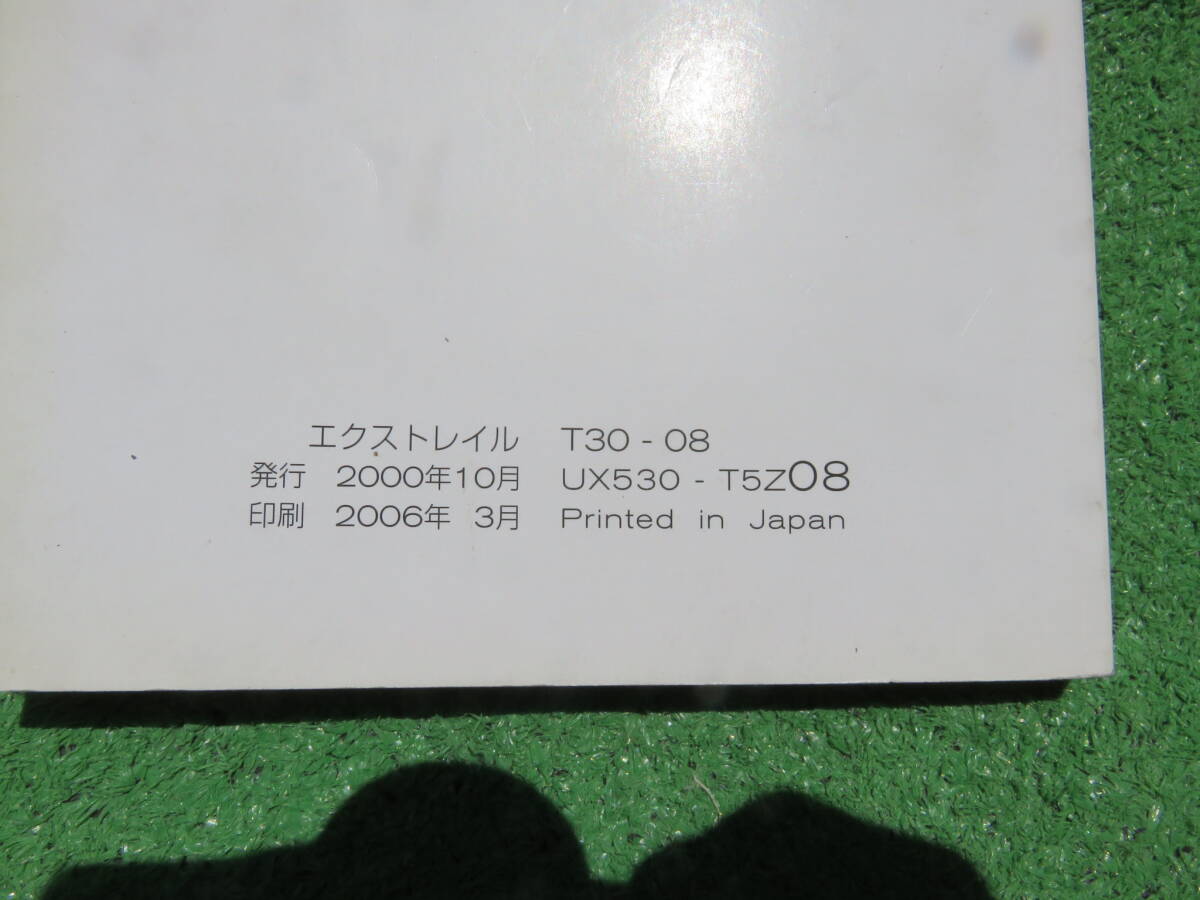 エクストレイル T30 - 08
発行 2000年10月 UX530 - T5Z08
印刷 2006年 3月 Printed in Japan